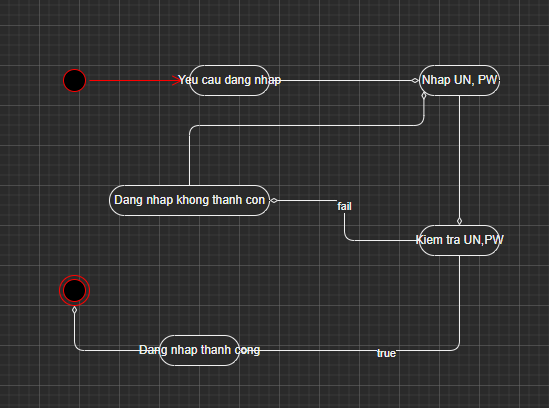 Yeu cau dang nhap
Nhap UN, PW
Dang nhap khong thanh con
fail
Kiem tra UN,PW
Dang nhap thanh cong
true